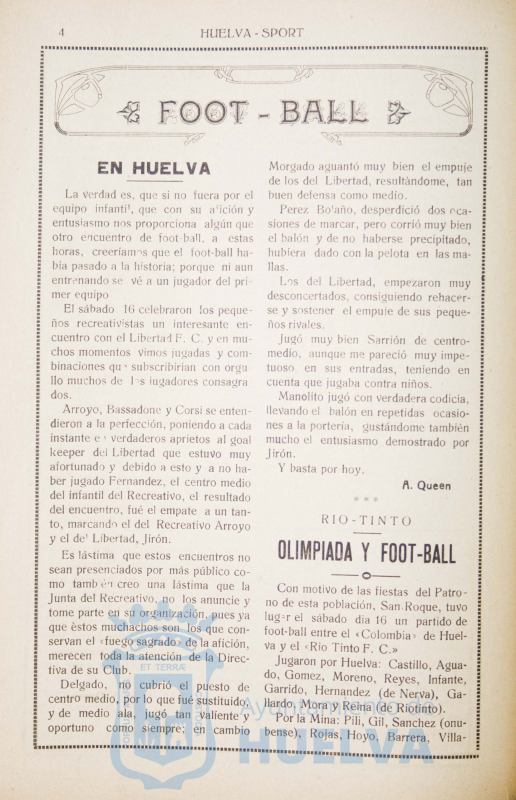 4
HUELVA - SPORT
FOOT - BALL
EN HUELVA
La verdad es, que si no fuera por el
equipo infantil, que con su afición y
entusiasmo nos proporciona algún que
otro encuentro de foot-ball, a estas
horas, creeriamos que el foot-ball ha-
bia pasado a la historia; porque ni aun
entrenando se vé a un jugador del pri-
mer equipo
El sábado 16 celebraron los peque-
ños recreativistas un interesante en-
cuentro con el Libertad F. C. y en mu-
chos momentos vimos jugadas y com-
binaciones qu subscribirian con orgu
llo muchos de los jugadores consagra
dos.
Arroyo, Bassadone y Corsi se enten-
dieron a la perfección, poniendo a cada
instante e verdaderos aprietos al goal
keeper del Libertad que estuvo muy
afortunado y debido a esto y a no ha-
ber jugado Fernandez, el centro medio
del infantil del Recreativo, el resultado
del encuentro, fué el empate a un tan-
to, marcando el del Recreativo Arroyo
y el de' Libertad, Jirón.
Es lástima que estos encuentros no
sean presenciados por más público co-
mo también creo una lástima que la
Junta del Recreativo, no los anuncie y
tome parte en su organización, pues ya
que èstos muchachos son los que con-
servan el «fuego sagrado» de la afición,
merecen toda la atención de la Direc-
tiva de su Club.
Delgado, no cubrió el puesto de
centro medio, por lo que fué sustituido,
y de medio ala, jugó tan valiente y
oportuno como siempre; en cambio
Morgado aguantó muy bien el empuje
de los del Libertad, resultándome, tan
buen defensa como medio.
Perez Bolaño, desperdició dos oca-
siones de marcar, pero corrió muy bien
el balón y de no haberse precipitado,
hubiera dado con la pelota en las ma-
llas.
Los del Libertad, empezaron muy
desconcertados, consiguiendo rehacer-
se y sostener el empuje de sus peque-
ños rivales.
Jugó muy bien Sarrión de centro-
medio, aunque me pareció muy impe-
tuoso en sus entradas, teniendo en
cuenta que jugaba contra niños.
Manolito jugó con verdadera codicia,
llevando el balón en repetidas ocasio-
nes a la portería, gustándome también
mucho el entusiasmo demostrado por
Jirón.
Y basta por hoy.
A. Queen
RIO-TINTO
OLIMPIADA Y FOOT-BALL
Con motivo de las fiestas del Patro-
no de esta población, San Roque, tuvo
lugar el sábado dia 16 un partido de
foot-ball entre el «Colombia» de Huel-
va y el «Rio Tinto F. C.»
Jugaron por Huelva: Castillo, Agua-
do, Gomez, Moreno, Reyes, Infante,
Garrido, Hernandez (de Nerva), Ga-
llardo, Mora y Reina (de Riotinto).
Por la Mina: Pili, Gil, Sanchez (onu-
bense), Rojas, Hoyo, Barrera, Villa-
ET TERRÆ
Ayuntamiento de
HUELVA